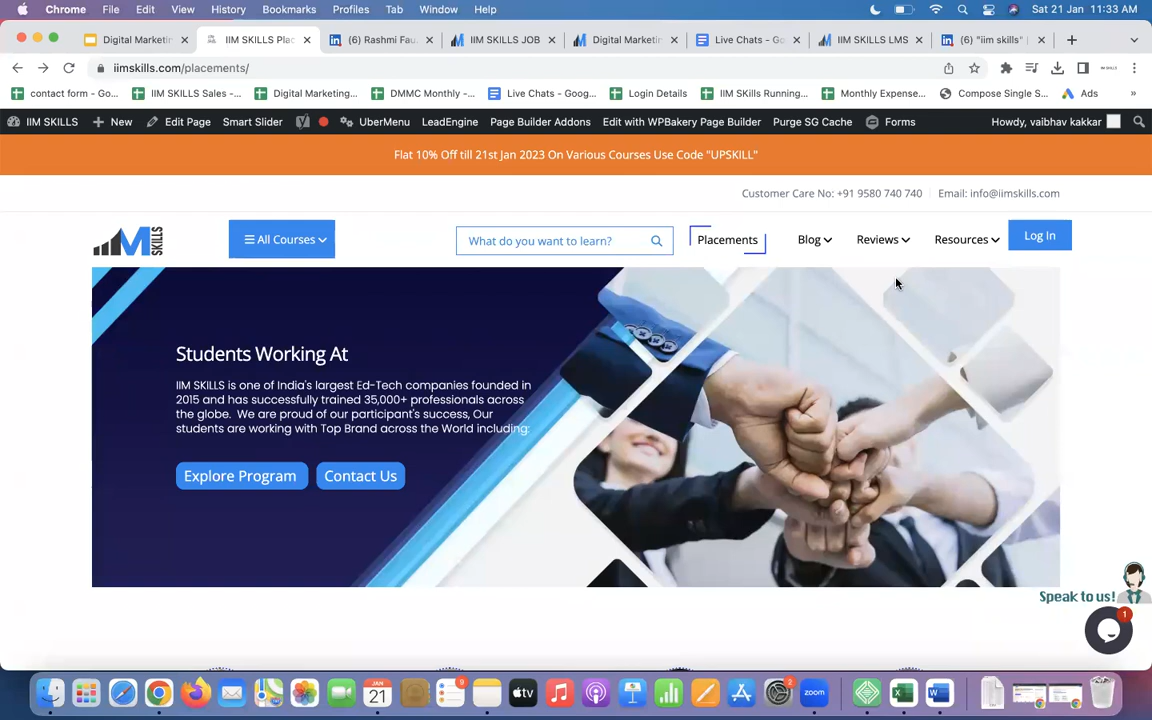 Chrome File Edit View History Bookmarks Profiles Tab Window Help Sat 21 Jan 11:33 AM
Digital Marketin IIM SKILLS Plac (6) Rashmi Fau IIM SKILLS JOB Digital Marketin Live Chats - Go IIM SKILLS LMS (6) "iim skills"
iimskills.com/placements/
contact form - Go... IIM SKILLS Sales -... Digital Marketing... DMMC Monthly -... Live Chats - Goog... Login Details IIM SKills Running... Monthly Expense... Compose Single S... Ads »
IIM SKILLS New Edit Page Smart Slider UberMenu LeadEngine Page Builder Addons Edit with WPBakery Page Builder Purge SG Cache Forms Howdy, vaibhav kakkar
Flat 10% Off till 21st Jan 2023 On Various Courses Use Code "UPSKILL"
Customer Care No: +91 9580 740 740 Email: info@iimskills.com
IIM SKILLS All Courses What do you want to learn? Placements Blog Reviews Resources Log In
Students Working At
IIM SKILLS is one of India's largest Ed-Tech companies founded in
2015 and has successfully trained 35,000+ professionals across
the globe. We are proud of our participant's success, Our
students are working with Top Brand across the World including:
Explore Program Contact Us
Speak to us!
1
JAN 21 9 tv 2 zoom